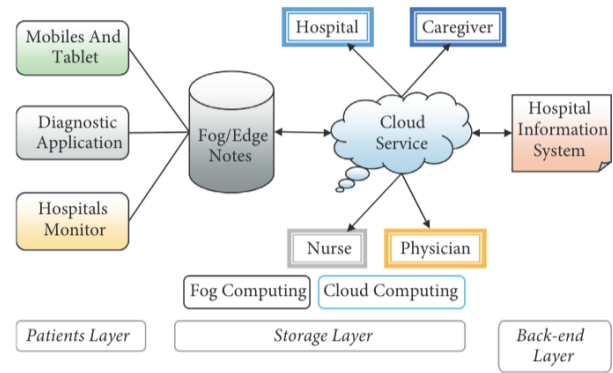 Mobiles And
Tablet
Diagnostic
Application
Hospitals
Monitor
Fog/Edge
Notes
Hospital
Caregiver
Cloud
Service
Nurse
Physician
Hospital
Information
System
Fog Computing
Cloud Computing
Patients Layer
Storage Layer
Back-end
Layer